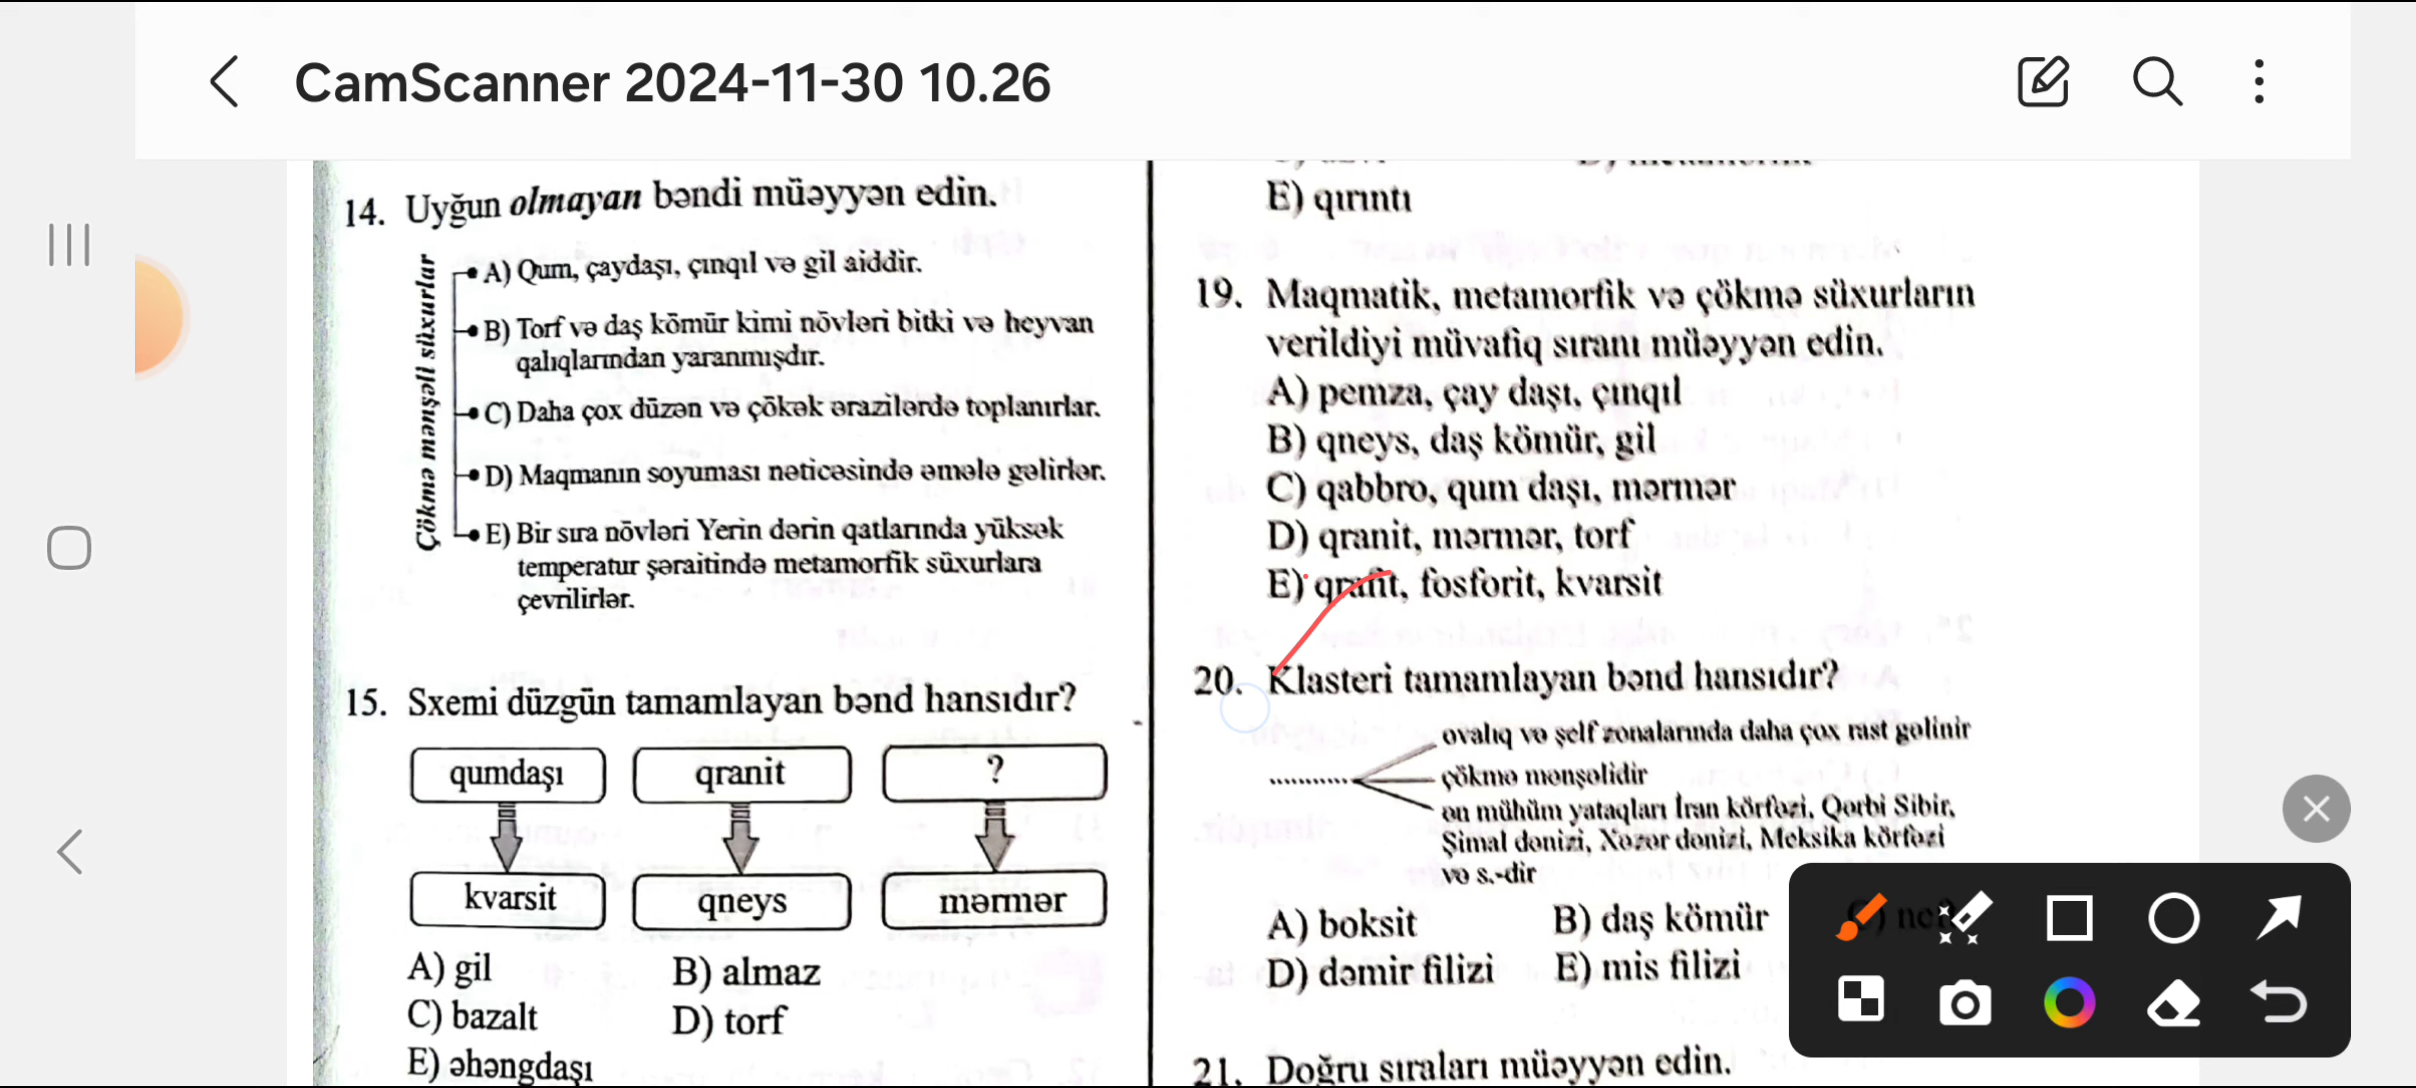 CamScanner 2024-11-30 10.26
14. Uyğun olmayan bəndi müəyyən edin.
Çökmə mənşəli süxurlar
A) Qum, çaydaşı, çınqıl və gil aiddir.
B) Torf və daş kömür kimi növləri bitki və heyvan
qalıqlarından yaranmışdır.
C) Daha çox düzən və çökək ərazilərdə toplanırlar.
D) Maqmanın soyuması nəticəsində əmələ gəlirlər.
E) Bir sıra növləri Yerin dərin qatlarında yüksək
temperatur şəraitində metamorfik süxurlara
çevrilirlər.
15. Sxemi düzgün tamamlayan bənd hansıdır?
qumdaşı qranit ?
kvarsit qneys mərmər
A) gil B) almaz
C) bazalt D) torf
E) əhəngdaşı
E) qırıntı
19. Maqmatik, metamorfik və çökmə süxurların
verildiyi müvafiq sıranı müəyyən edin.
A) pemza, çay daşı, çınqıl
B) qneys, daş kömür, gil
C) qabbro, qum daşı, mərmər
D) qranit, mərmər, torf
E) qrafit, fosforit, kvarsit
20. Klasteri tamamlayan bənd hansıdır?
ovalıq və şelf zonalarında daha çox rast gəlinir
............ çökmə mənşəlidir
ən mühüm yataqları İran körfəzi, Qərbi Sibir,
Şimal dənizi, Xəzər dənizi, Meksika körfəzi
və s.-dir
A) boksit B) daş kömür
D) dəmir filizi E) mis filizi
21. Doğru sıraları müəyyən edin.